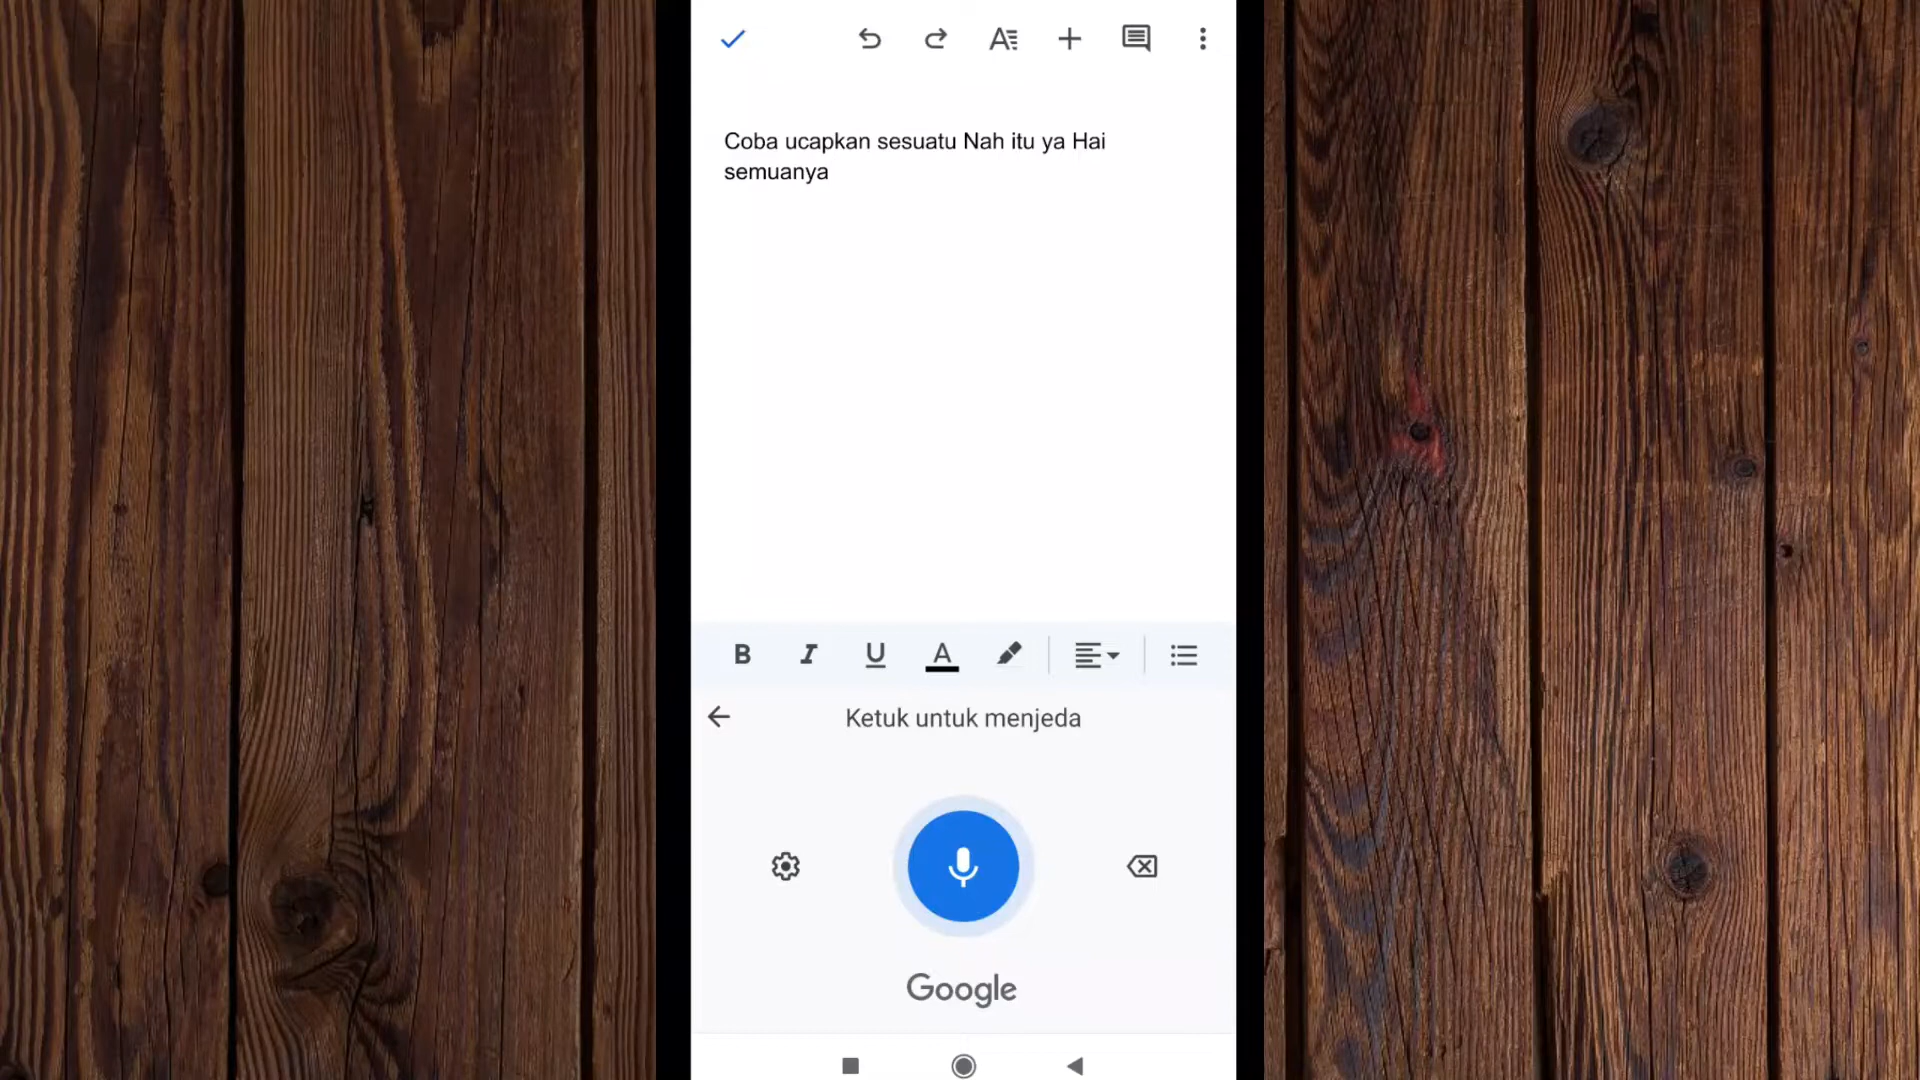 Coba ucapkan sesuatu Nah itu ya Hai
semuanya
B I U A
Ketuk untuk menjeda
Google